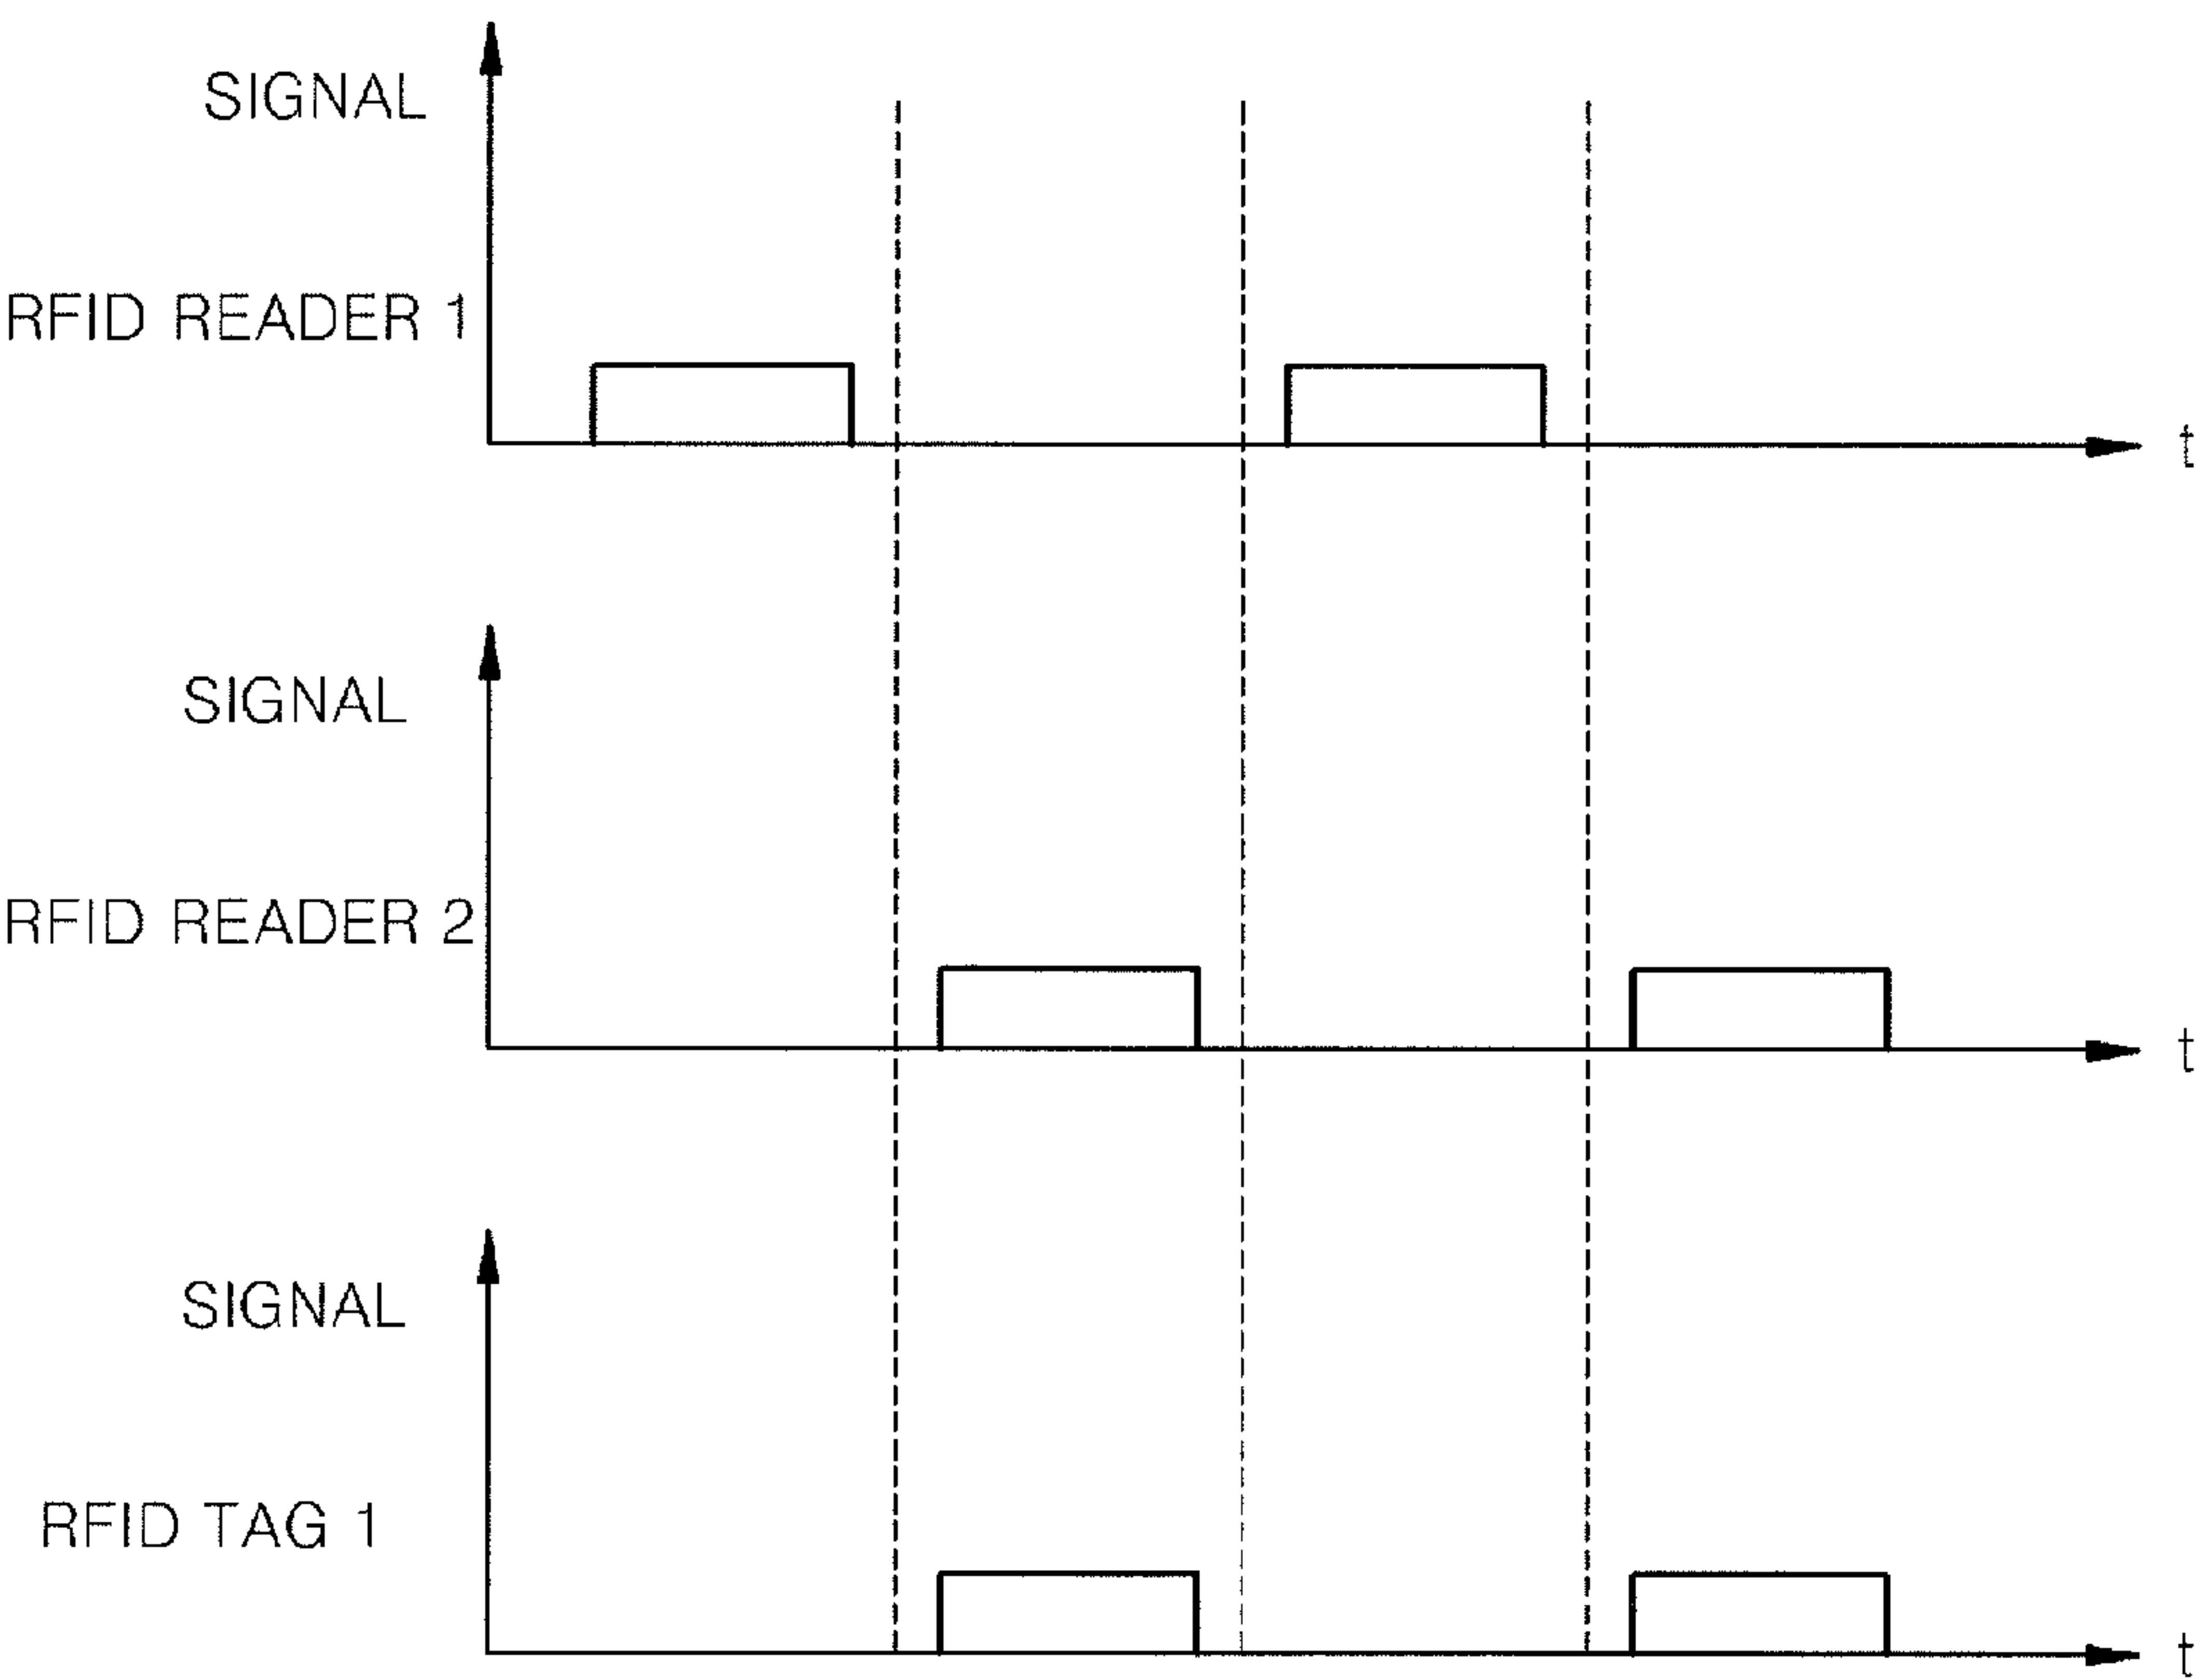 SIGNAL
RFID READER 1
t
SIGNAL
RFID READER 2
t
SIGNAL
RFID TAG 1
t